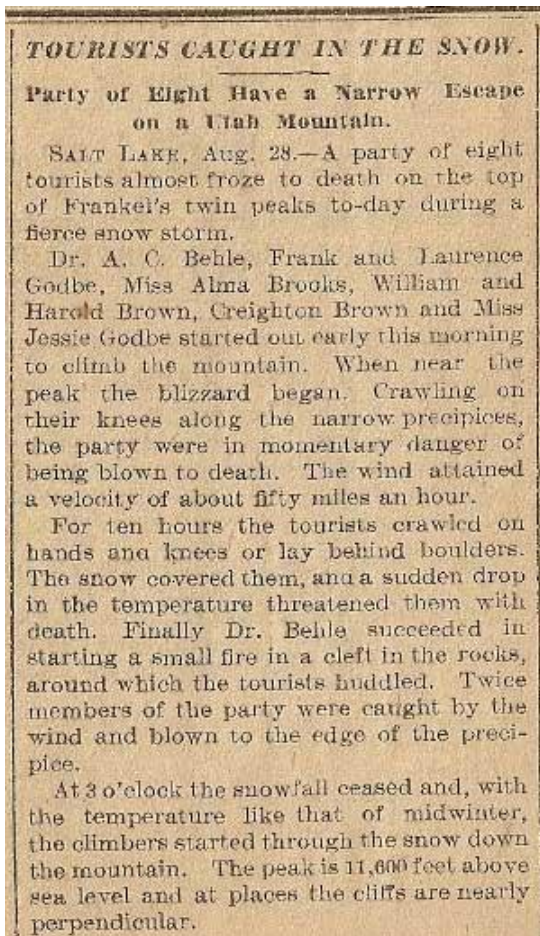 TOURISTS CAUGHT IN THE SNOW.
Party of Eight Have a Narrow Escape
on a Utah Mountain.
SALT LAKE, Aug. 28.—A party of eight
tourists almost froze to death on the top
of Frankel's twin peaks to-day during a
fierce snow storm.
Dr. A. C. Behle, Frank and Laurence
Godbe, Miss Alma Brooks, William and
Harold Brown, Creighton Brown and Miss
Jessie Godbe started out early this morning
to climb the mountain. When near the
peak the blizzard began. Crawling on
their knees along the narrow precipices,
the party were in momentary danger of
being blown to death. The wind attained
a velocity of about fifty miles an hour.
For ten hours the tourists crawled on
hands and knees or lay behind boulders.
The snow covered them, and a sudden drop
in the temperature threatened them with
death. Finally Dr. Behle succeeded in
starting a small fire in a cleft in the rocks,
around which the tourists huddled. Twice
members of the party were caught by the
wind and blown to the edge of the preci-
pice.
At 3 o'clock the snowfall ceased and, with
the temperature like that of midwinter,
the climbers started through the snow down
the mountain. The peak is 11,600 feet above
sea level and at places the cliffs are nearly
perpendicular.